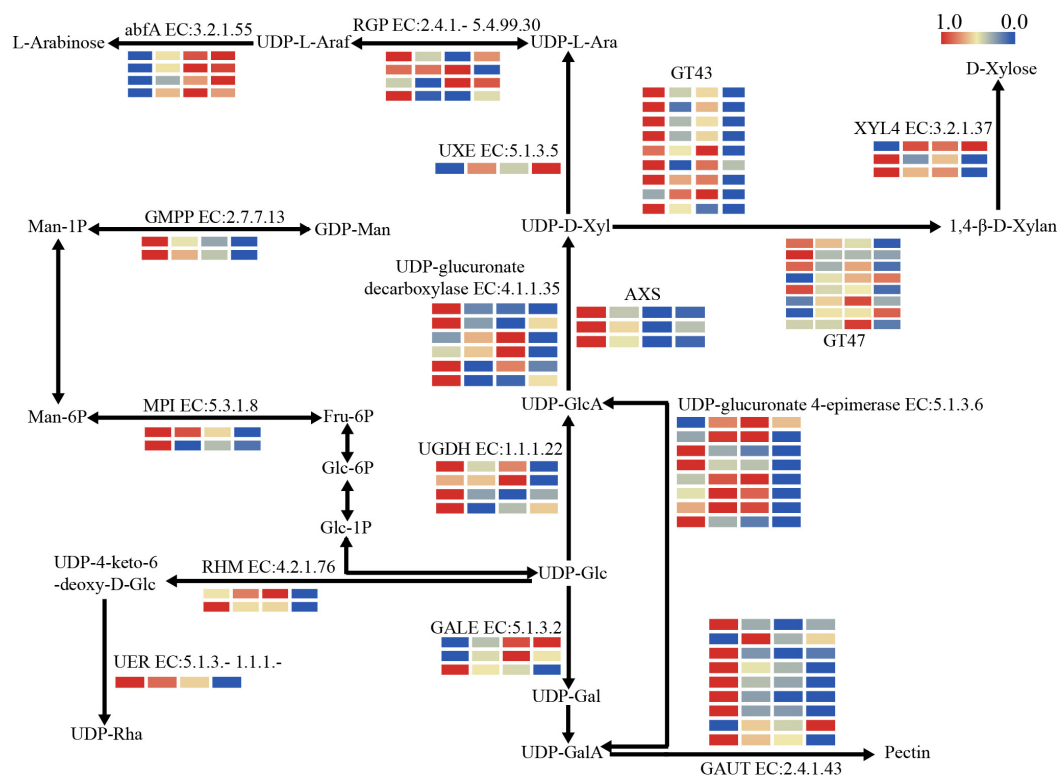 abfA EC:3.2.1.55
RGP EC:2.4.1.- 5.4.99.30
1.0 0.0
L-Arabinose
UDP-L-Araf
UDP-L-Ara
D-Xylose
GT43
XYL4 EC:3.2.1.37
UXE EC:5.1.3.5
Man-1P
GMPP EC:2.7.7.13
GDP-Man
UDP-D-Xyl
1,4-β-D-Xylan
UDP-glucuronate
decarboxylase EC:4.1.1.35
AXS
GT47
Man-6P
MPI EC:5.3.1.8
Fru-6P
UDP-GlcA
UDP-glucuronate 4-epimerase EC:5.1.3.6
UGDH EC:1.1.1.22
Glc-6P
Glc-1P
UDP-4-keto-6
-deoxy-D-Glc
RHM EC:4.2.1.76
UDP-Glc
GALE EC:5.1.3.2
UER EC:5.1.3.- 1.1.1.-
UDP-Gal
UDP-Rha
UDP-GalA
Pectin
GAUT EC:2.4.1.43